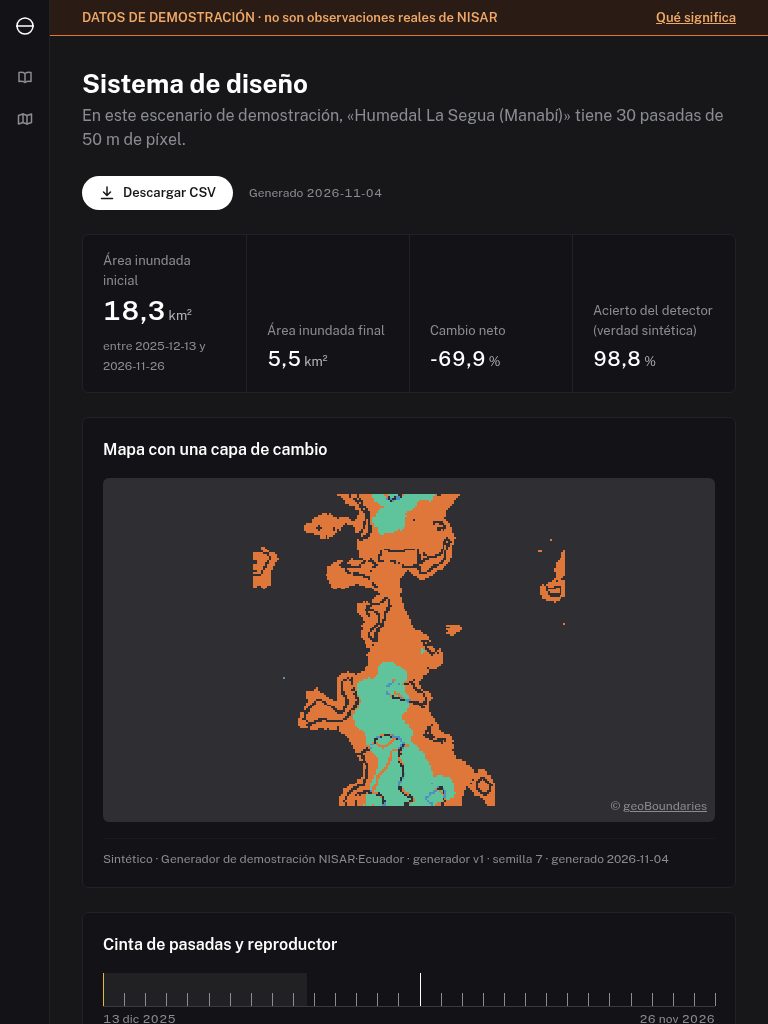 DATOS DE DEMOSTRACIÓN · no son observaciones reales de NISAR
Qué significa
Sistema de diseño
En este escenario de demostración, «Humedal La Segua (Manabí)» tiene 30 pasadas de
50 m de píxel.
Descargar CSV
Generado 2026-11-04
Área inundada
inicial
18,3 km²
entre 2025-12-13 y
2026-11-26
Área inundada final
5,5 km²
Cambio neto
-69,9 %
Acierto del detector
(verdad sintética)
98,8 %
Mapa con una capa de cambio
© geoBoundaries
Sintético · Generador de demostración NISAR·Ecuador · generador v1 · semilla 7 · generado 2026-11-04
Cinta de pasadas y reproductor
13 dic 2025
26 nov 2026